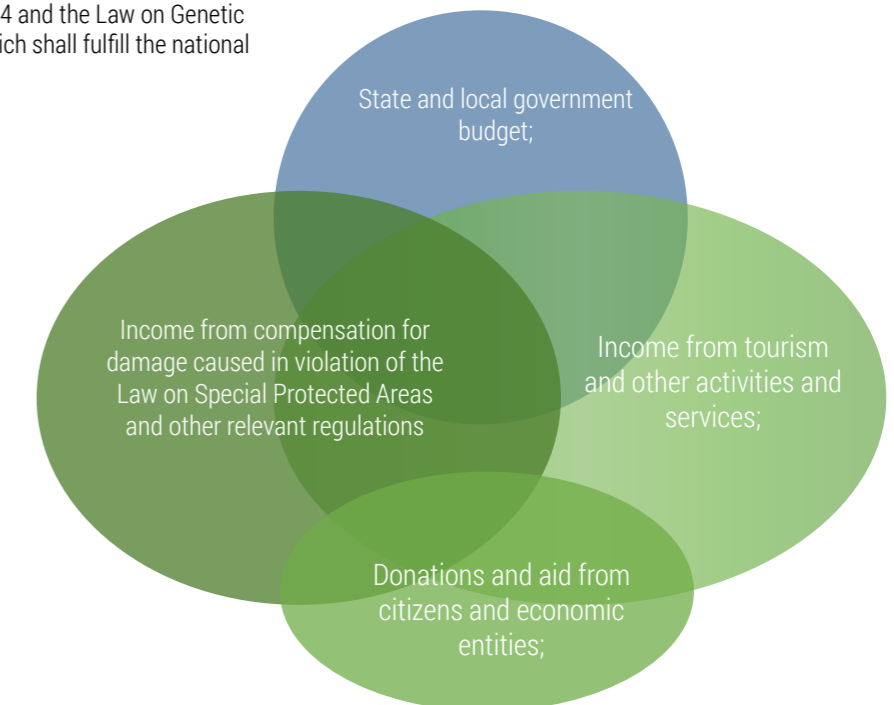 4 and the Law on Genetic
ich shall fulfill the national
State and local government
budget;
Income from compensation for
damage caused in violation of the
Law on Special Protected Areas
and other relevant regulations
Income from tourism
and other activities and
services;
Donations and aid from
citizens and economic
entities;